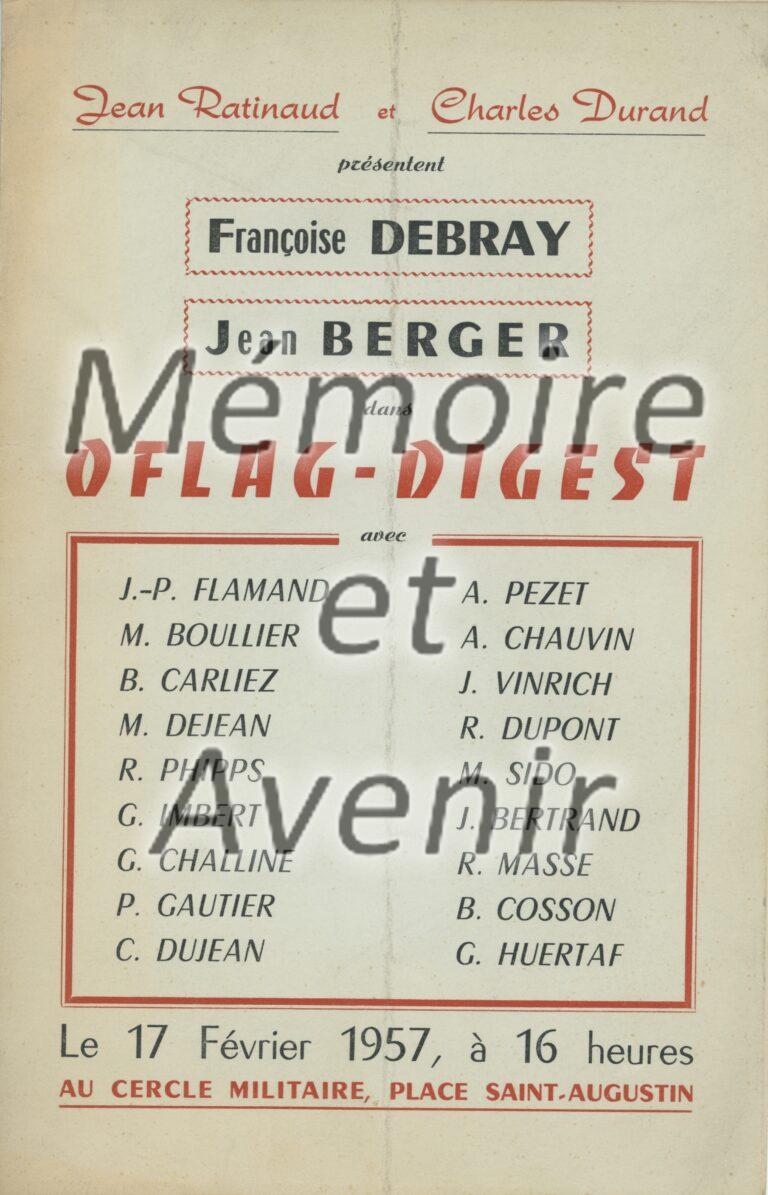 Jean Ratinaud et Charles Durand
présentent
Françoise DEBRAY
Jean BERGER
dans
OFLAG-DIGEST
avec
J.-P. FLAMAND
M. BOULLIER
B. CARLIEZ
M. DEJEAN
R. PHIPPS
G. IMBERT
G. CHALLINE
P. GAUTIER
C. DUJEAN
A. PEZET
A. CHAUVIN
J. VINRICH
R. DUPONT
M. SIDO
J. BERTRAND
R. MASSE
B. COSSON
G. HUERTAF
Le 17 Février 1957, à 16 heures
AU CERCLE MILITAIRE, PLACE SAINT-AUGUSTIN
Mémoire
et
Avenir